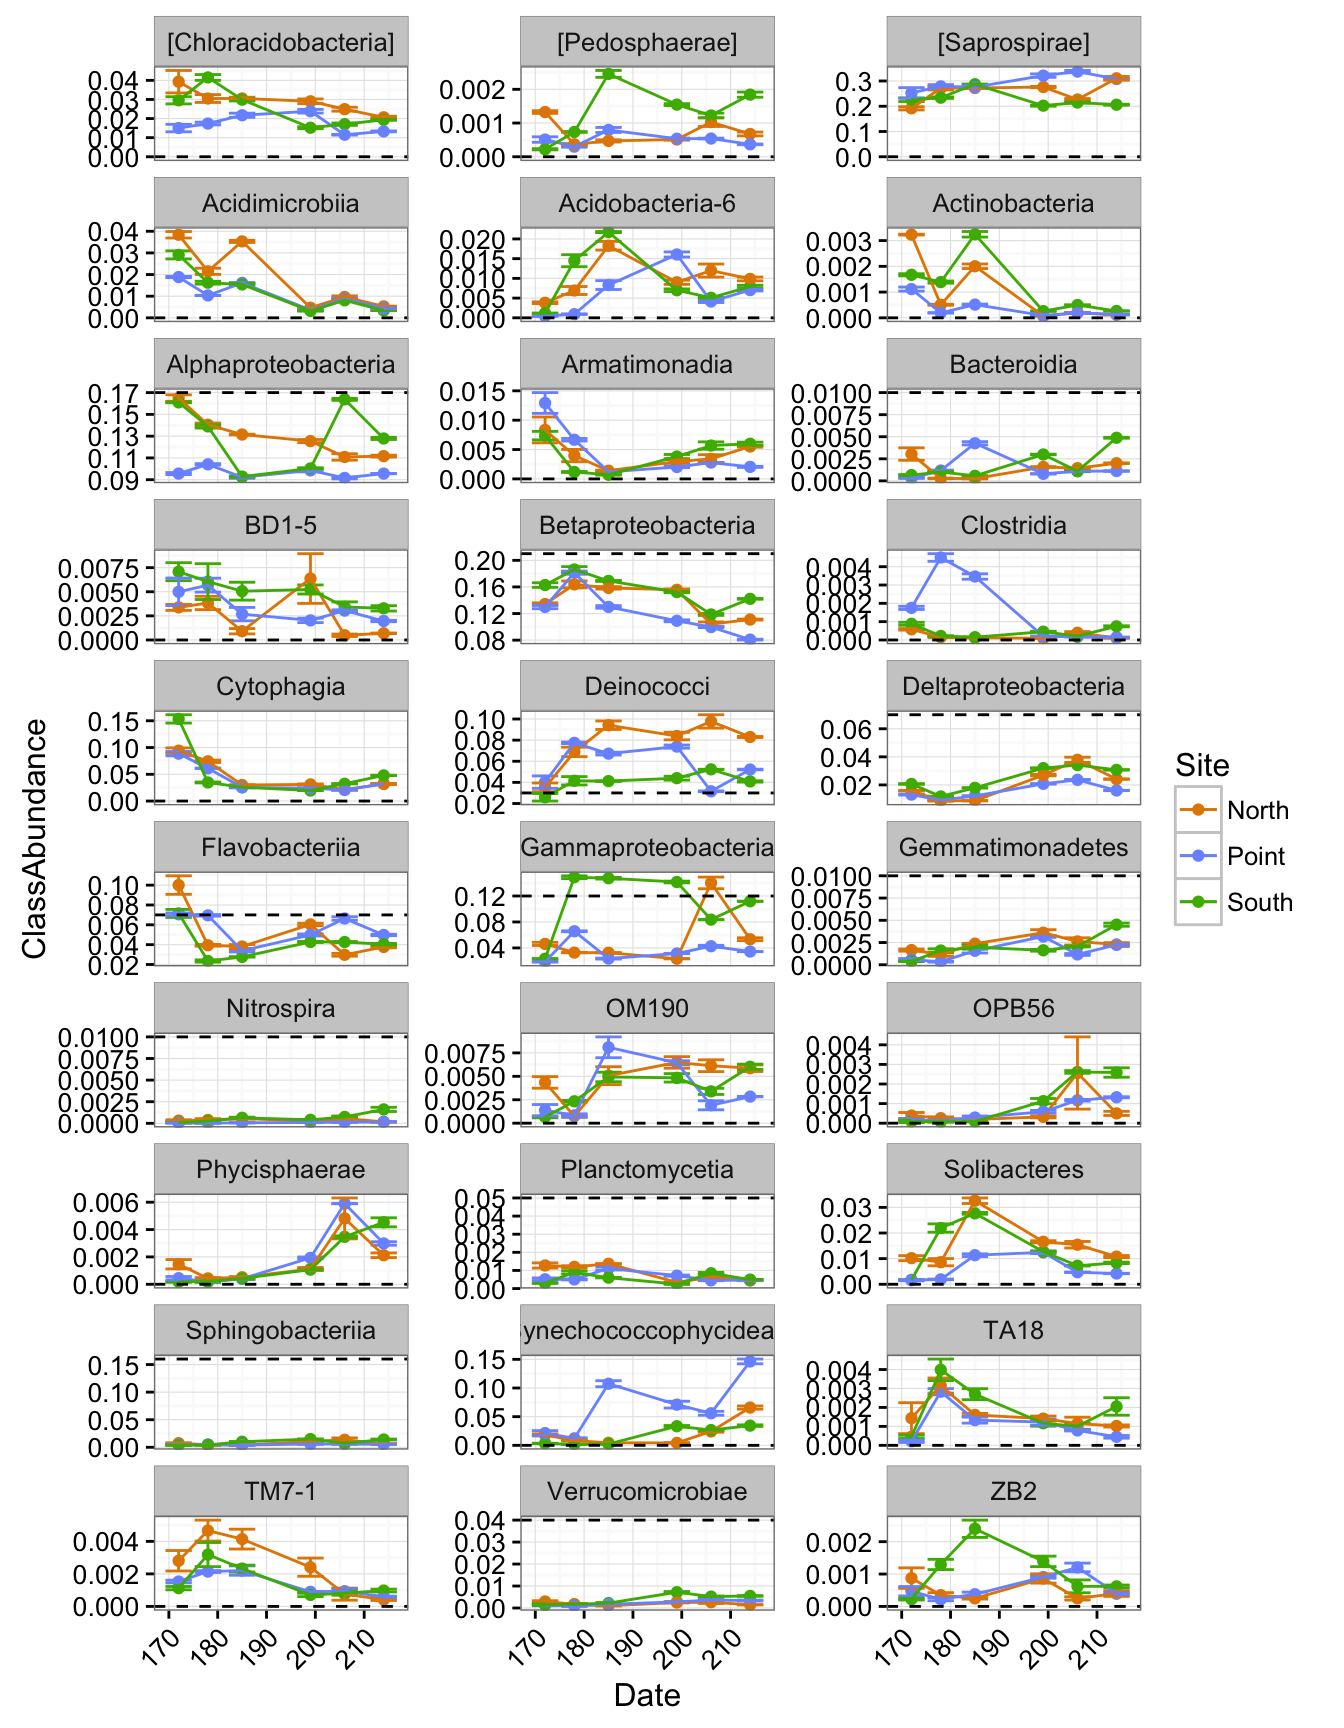 [Chloracidobacteria] [Pedosphaerae] [Saprospirae]
0.04 0.03 0.02 0.01 0.00
0.002 0.001 0.000
0.3 0.2 0.1 0.0
Acidimicrobiia Acidobacteria-6 Actinobacteria
0.04 0.03 0.02 0.01 0.00
0.020 0.015 0.010 0.005 0.000
0.003 0.002 0.001 0.000
Alphaproteobacteria Armatimonadia Bacteroidia
0.17 0.15 0.13 0.11 0.09
0.015 0.010 0.005 0.000
0.0100 0.0075 0.0050 0.0025 0.0000
BD1-5 Betaproteobacteria Clostridia
0.0075 0.0050 0.0025 0.0000
0.20 0.16 0.12 0.08
0.004 0.003 0.002 0.001 0.000
Cytophagia Deinococci Deltaproteobacteria
0.15 0.10 0.05 0.00
0.10 0.08 0.06 0.04 0.02
0.06 0.04 0.02
Flavobacteriia Gammaproteobacteria Gemmatimonadetes
0.10 0.08 0.06 0.04 0.02
0.12 0.08 0.04
0.0100 0.0075 0.0050 0.0025 0.0000
Nitrospira OM190 OPB56
0.0100 0.0075 0.0050 0.0025 0.0000
0.0075 0.0050 0.0025 0.0000
0.004 0.003 0.002 0.001 0.000
Phycisphaerae Planctomycetia Solibacteres
0.006 0.004 0.002 0.000
0.05 0.04 0.03 0.02 0.01 0.00
0.03 0.02 0.01 0.00
Sphingobacteriia ynechococcophycidea TA18
0.15 0.10 0.05 0.00
0.15 0.10 0.05 0.00
0.004 0.003 0.002 0.001 0.000
TM7-1 Verrucomicrobiae ZB2
0.004 0.002 0.000
0.04 0.03 0.02 0.01 0.00
0.002 0.001 0.000
170 180 190 200 210
170 180 190 200 210
170 180 190 200 210
Date
ClassAbundance
Site
North
Point
South